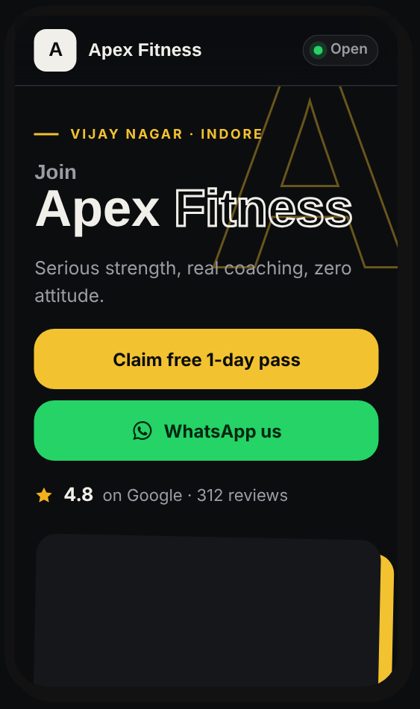 A Apex Fitness Open
VIJAY NAGAR · INDORE
Join
Apex Fitness
A
Serious strength, real coaching, zero
attitude.
Claim free 1-day pass
WhatsApp us
4.8 on Google · 312 reviews